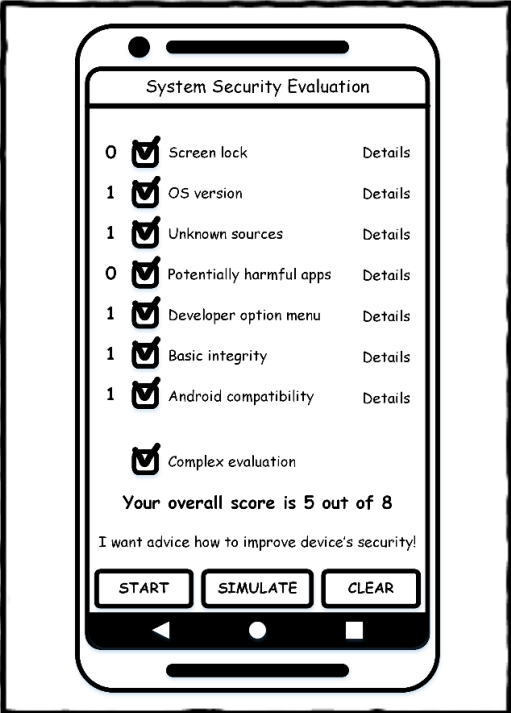 System Security Evaluation
0 Screen lock Details
1 OS version Details
1 Unknown sources Details
0 Potentially harmful apps Details
1 Developer option menu Details
1 Basic integrity Details
1 Android compatibility Details
Complex evaluation
Your overall score is 5 out of 8
I want advice how to improve device's security!
START SIMULATE CLEAR